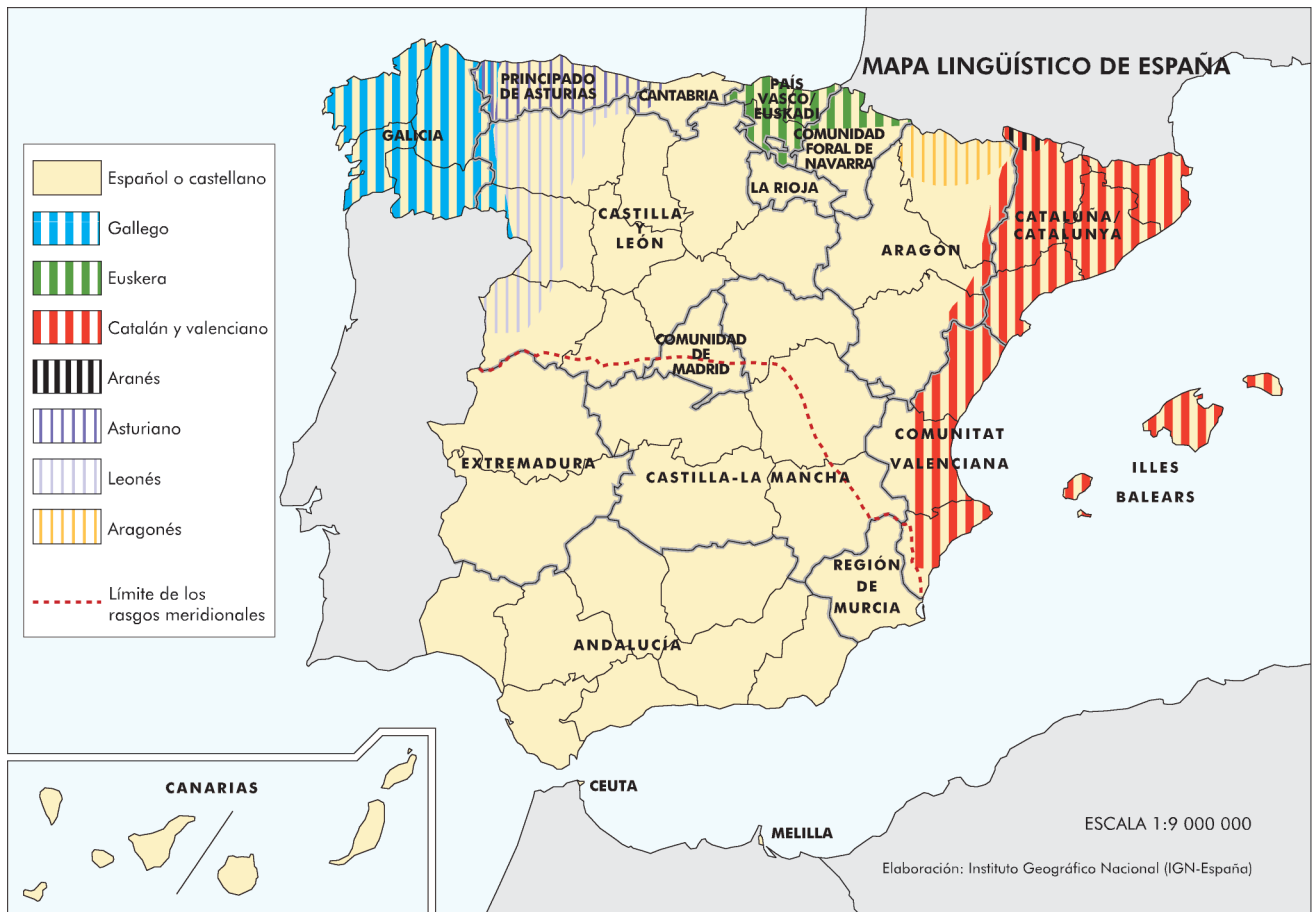 MAPA LINGÜÍSTICO DE ESPAÑA
Español o castellano
Gallego
Euskera
Catalán y valenciano
Aranés
Asturiano
Leonés
Aragonés
Límite de los
rasgos meridionales
GALICIA
PRINCIPADO
DE ASTURIAS
CANTABRIA
PAÍS
VASCO/
EUSKADI
COMUNIDAD
FORAL DE
NAVARRA
LA RIOJA
CASTILLA
Y
LEÓN
ARAGÓN
CATALUÑA/
CATALUNYA
COMUNIDAD
DE
MADRID
EXTREMADURA
CASTILLA-LA MANCHA
COMUNITAT
VALENCIANA
ILLES
BALEARS
REGIÓN
DE
MURCIA
ANDALUCÍA
CANARIAS
CEUTA
MELILLA
ESCALA 1:9 000 000
Elaboración: Instituto Geográfico Nacional (IGN-España)